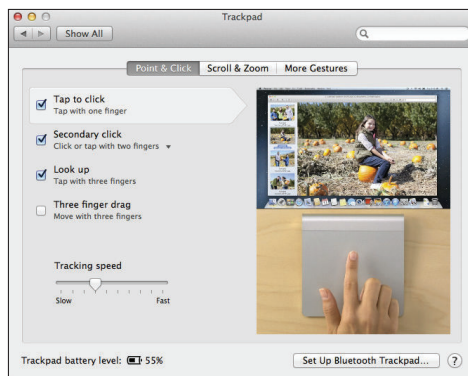 Trackpad
Show All
Point & Click Scroll & Zoom More Gestures
Tap to click
Tap with one finger
Secondary click
Click or tap with two fingers
Look up
Tap with three fingers
Three finger drag
Move with three fingers
Tracking speed
Slow Fast
Trackpad battery level: 55% Set Up Bluetooth Trackpad... ?